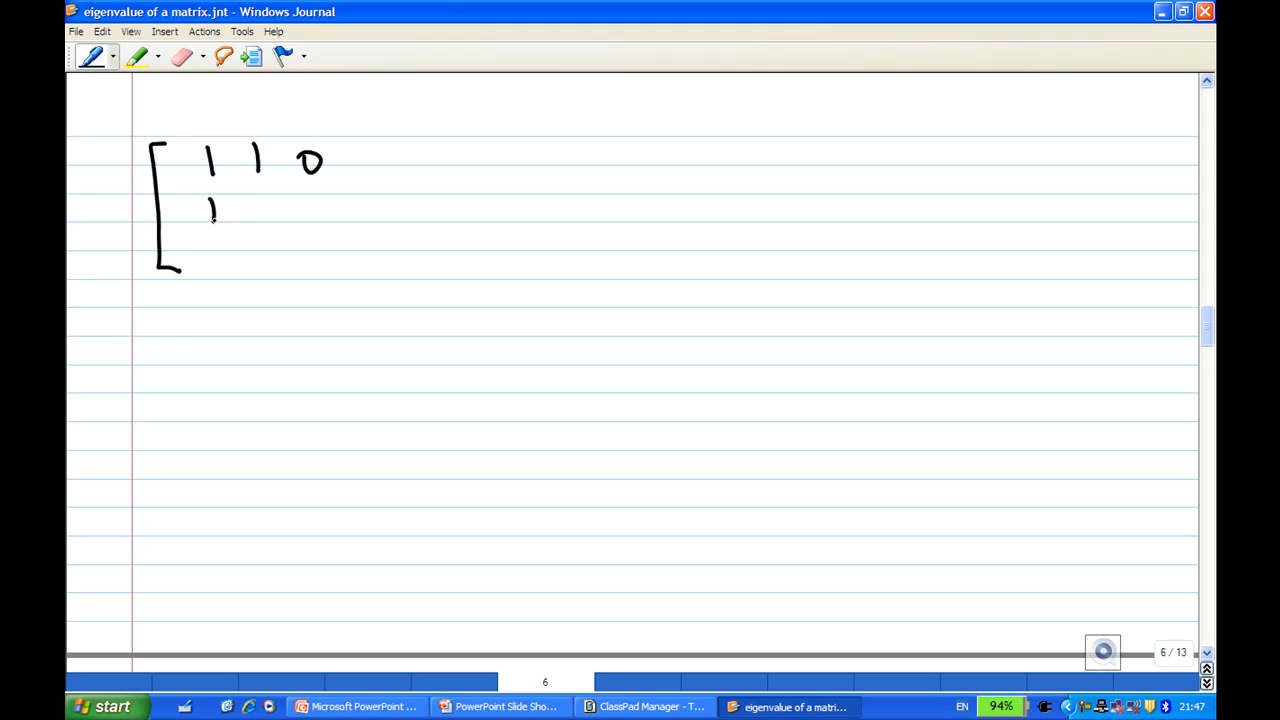 eigenvalue of a matrix.jnt - Windows Journal
File Edit View Insert Actions Tools Help
[ 1 1 0
1
6 / 13
6
start Microsoft PowerPoint ... PowerPoint Slide Sho... ClassPad Manager - T... eigenvalue of a matri... EN 94% 21:47